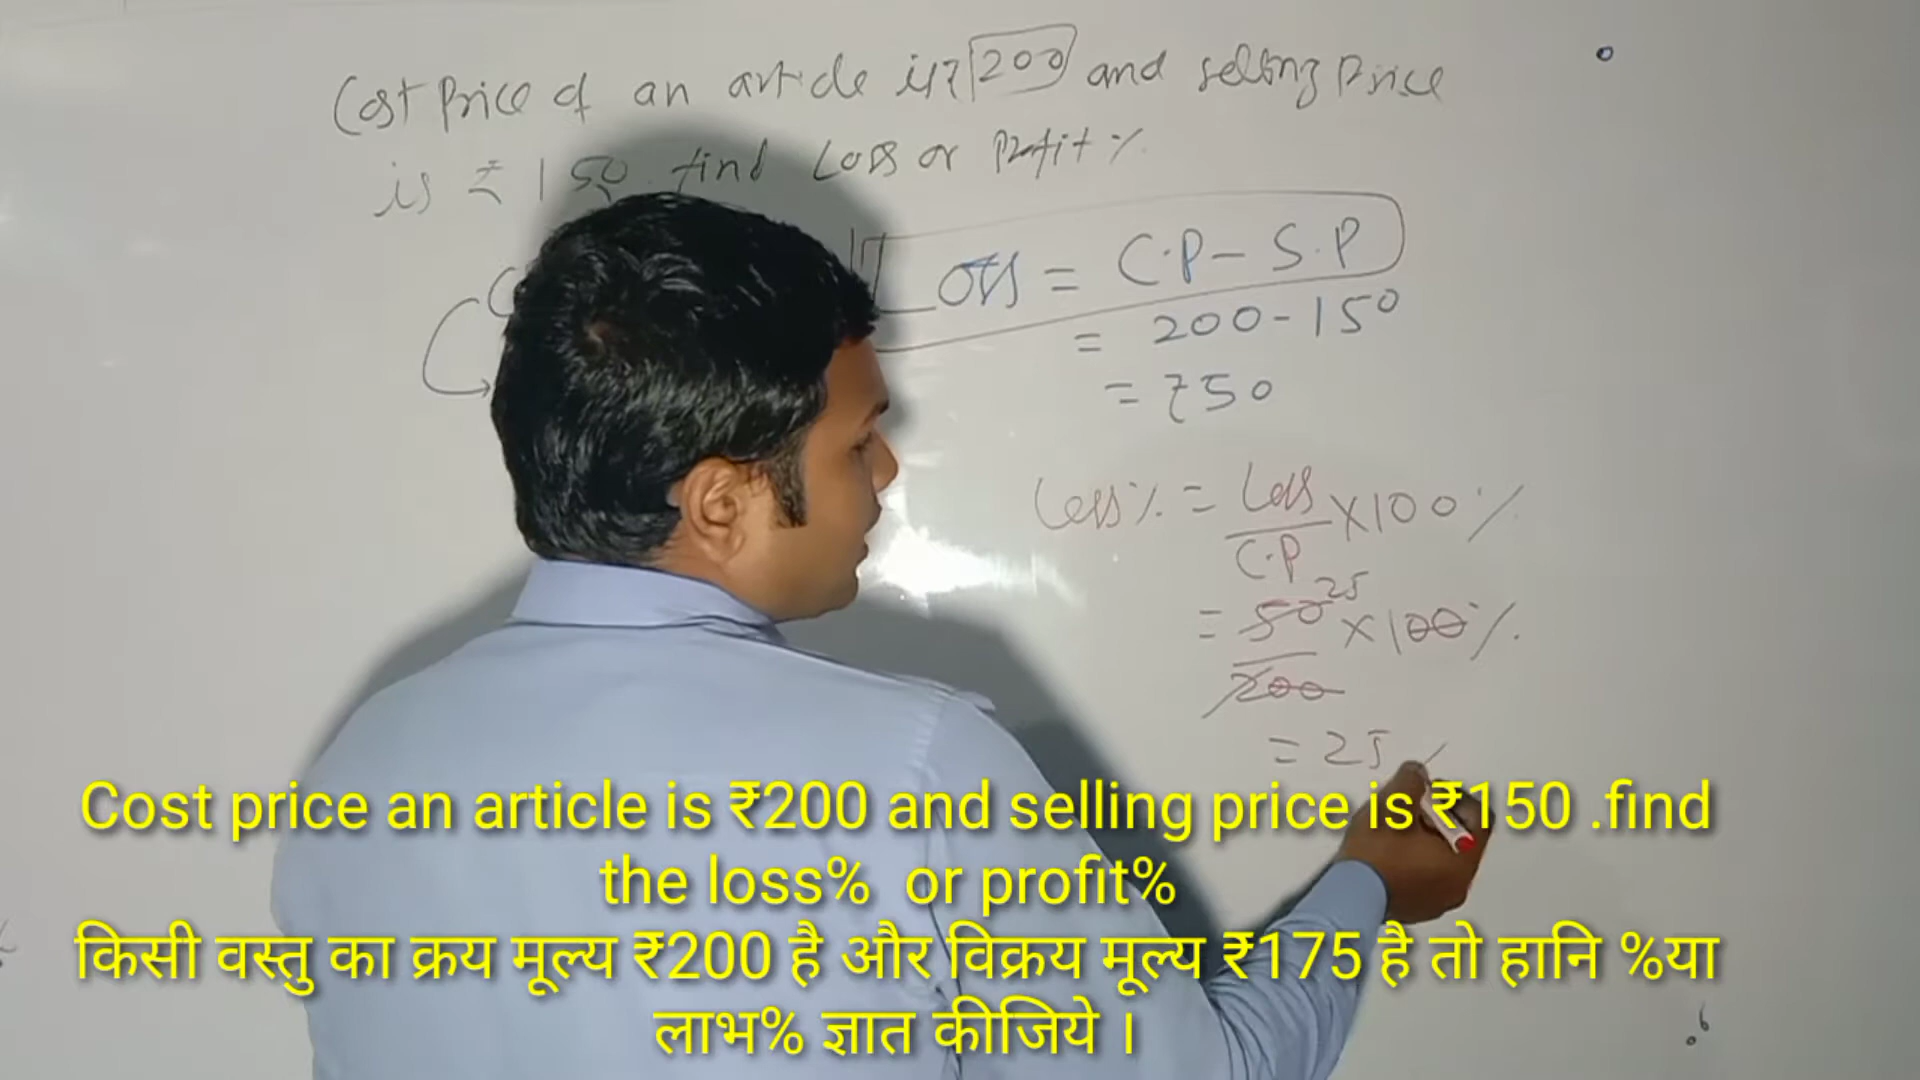 Cost Price of an article is ₹ 200 and selling Price
is ₹ 150 find Loss or Profit %
Loss = C.P - S.P
= 200 - 150
= ₹50
Loss % = Loss × 100 %
C.P
25
= 50 × 100 %
200
= 25 %
Cost price an article is ₹200 and selling price is ₹150 .find
the loss% or profit%
किसी वस्तु का क्रय मूल्य ₹200 है और विक्रय मूल्य ₹175 है तो हानि %या
लाभ% ज्ञात कीजिये ।